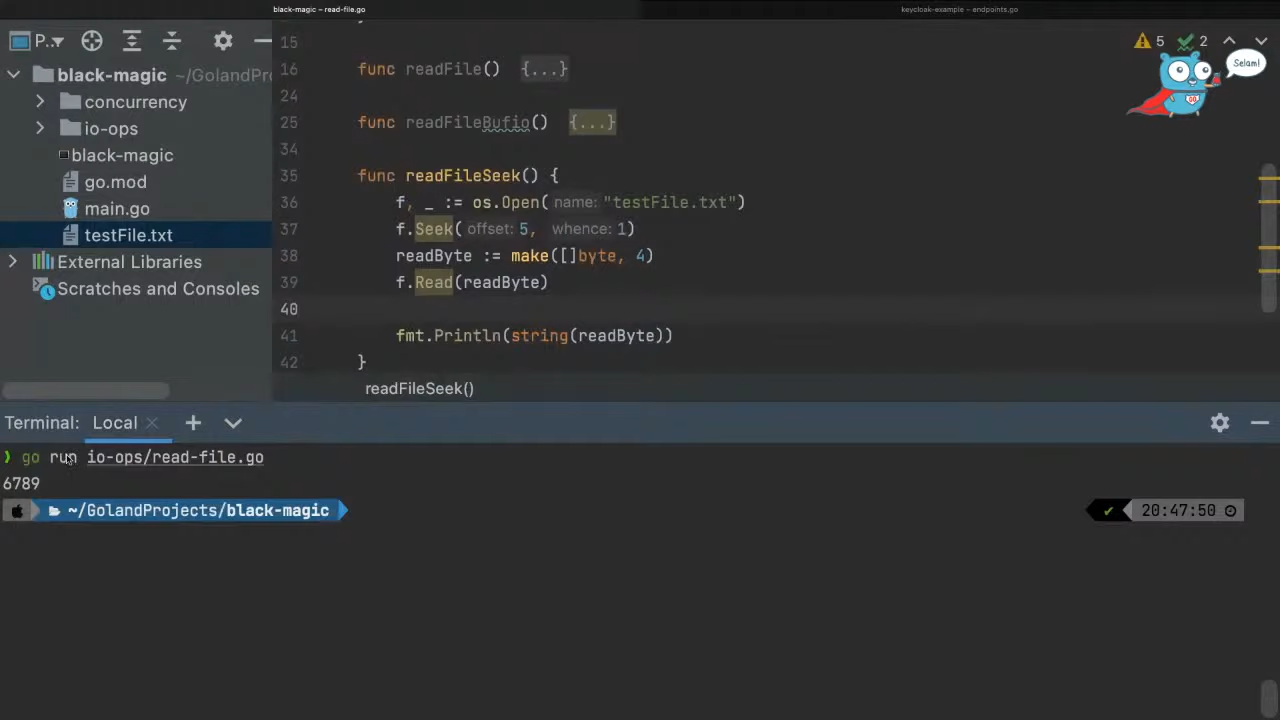 black-magic – read-file.go
keycloak-example – endpoints.go
P..
black-magic ~/GolandPro
concurrency
io-ops
black-magic
go.mod
main.go
testFile.txt
External Libraries
Scratches and Consoles
15
16 func readFile() {...}
24
25 func readFileBufio() {...}
34
35 func readFileSeek() {
36 f, _ := os.Open( name: "testFile.txt")
37 f.Seek( offset: 5, whence: 1)
38 readByte := make([]byte, 4)
39 f.Read(readByte)
40
41 fmt.Println(string(readByte))
42 }
readFileSeek()
5 2
Selam!
GO
Terminal: Local
go run io-ops/read-file.go
6789
~/GolandProjects/black-magic
20:47:50